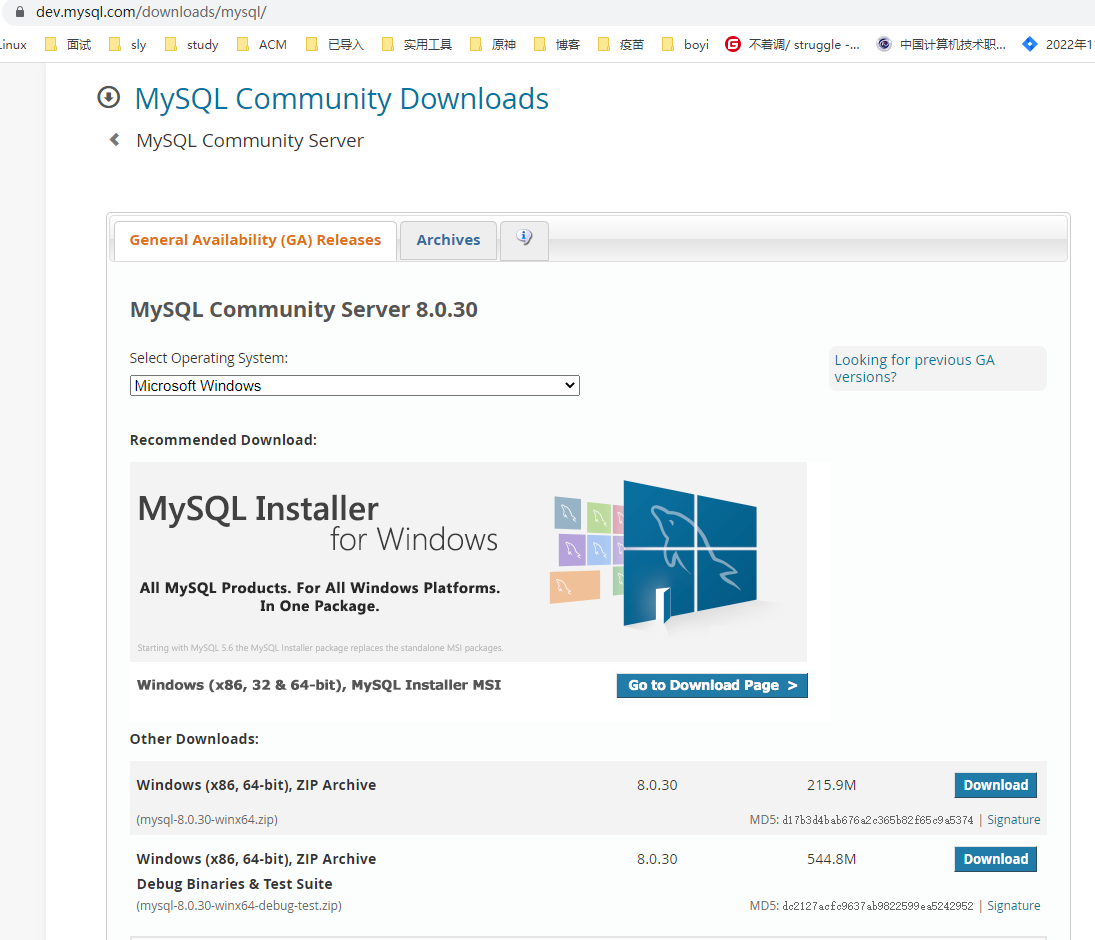 dev.mysql.com/downloads/mysql/
inux 面试 sly study ACM 已导入 实用工具 原神 博客 疫苗 boyi 不着调/ struggle -... 中国计算机技术职... 2022年1
MySQL Community Downloads
MySQL Community Server
General Availability (GA) Releases Archives
MySQL Community Server 8.0.30
Select Operating System:
Microsoft Windows
Looking for previous GA
versions?
Recommended Download:
MySQL Installer
for Windows
All MySQL Products. For All Windows Platforms.
In One Package.
Starting with MySQL 5.6 the MySQL Installer package replaces the standalone MSI packages.
Windows (x86, 32 & 64-bit), MySQL Installer MSI Go to Download Page >
Other Downloads:
Windows (x86, 64-bit), ZIP Archive 8.0.30 215.9M Download
(mysql-8.0.30-winx64.zip) MD5: d17b3d4bab676a2c365b82f65c9a5374 | Signature
Windows (x86, 64-bit), ZIP Archive 8.0.30 544.8M Download
Debug Binaries & Test Suite
(mysql-8.0.30-winx64-debug-test.zip) MD5: dc2127acfc9637ab9822599ea5242952 | Signature